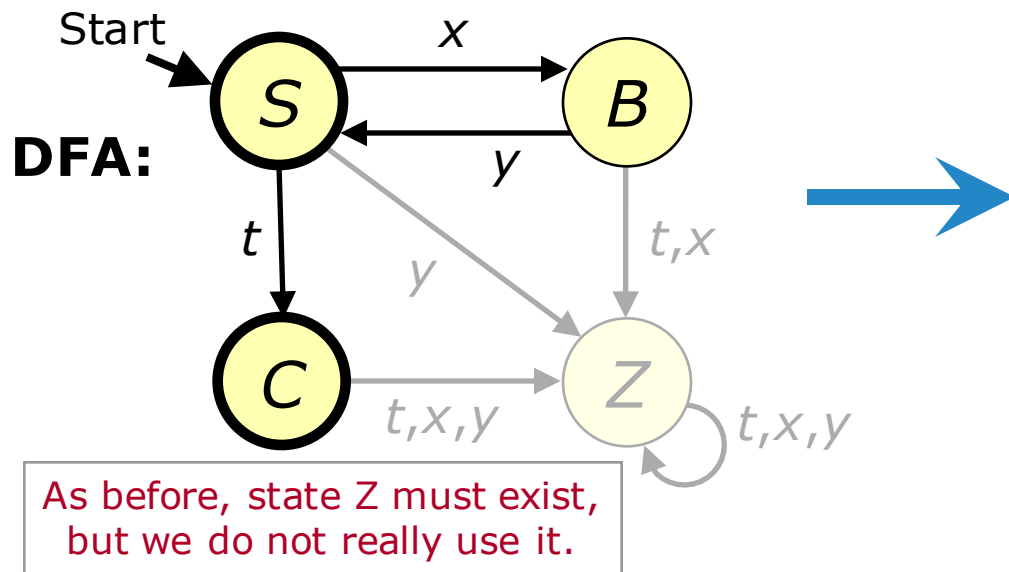 Start
x
S
B
DFA:
y
t
t,x
y
C
Z
t,x,y
t,x,y
As before, state Z must exist,
but we do not really use it.